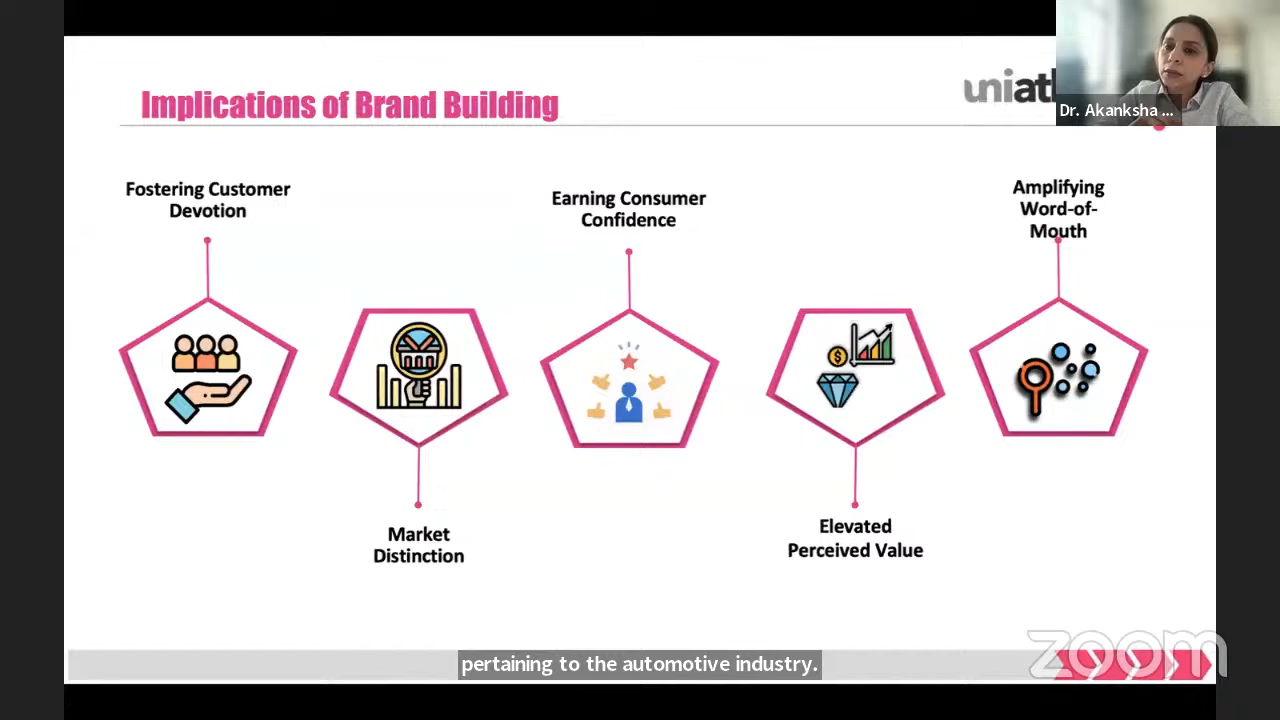 Implications of Brand Building
uniatl
Dr. Akanksha ...
Fostering Customer
Devotion
Earning Consumer
Confidence
Amplifying
Word-of-
Mouth
Market
Distinction
Elevated
Perceived Value
pertaining to the automotive industry.
zoom